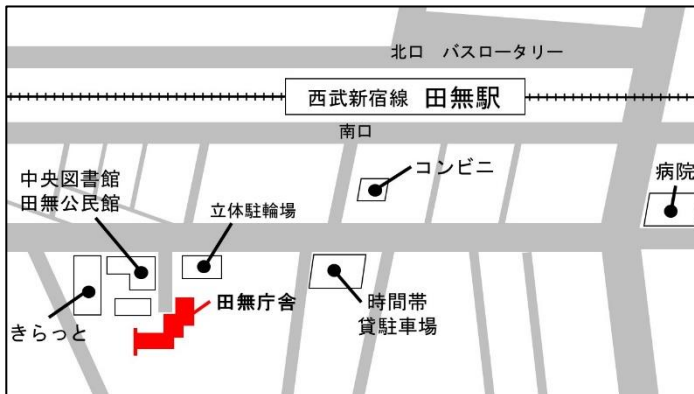 北口　バスロータリー
西武新宿線 田無駅
南口
コンビニ
病院
中央図書館
田無公民館
立体駐輪場
田無庁舎
時間帯
貸駐車場
きらっと